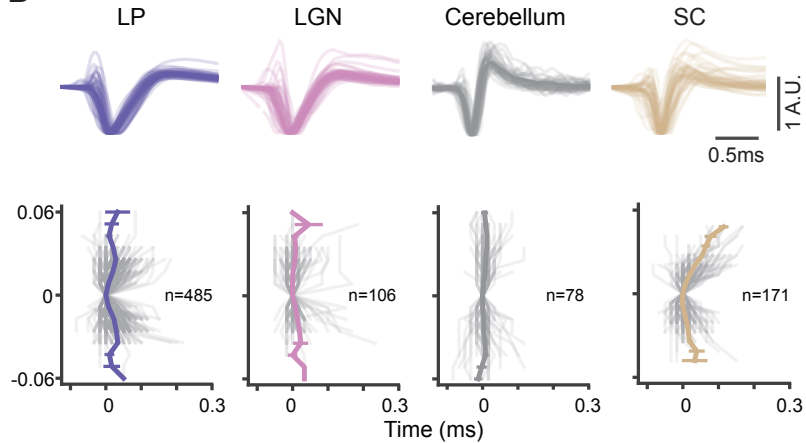 LP LGN Cerebellum SC
1 A.U.
0.5ms
0.06
0
-0.06
n=485 n=106 n=78 n=171
0 0.3 0 0.3 0 0.3 0 0.3
Time (ms)